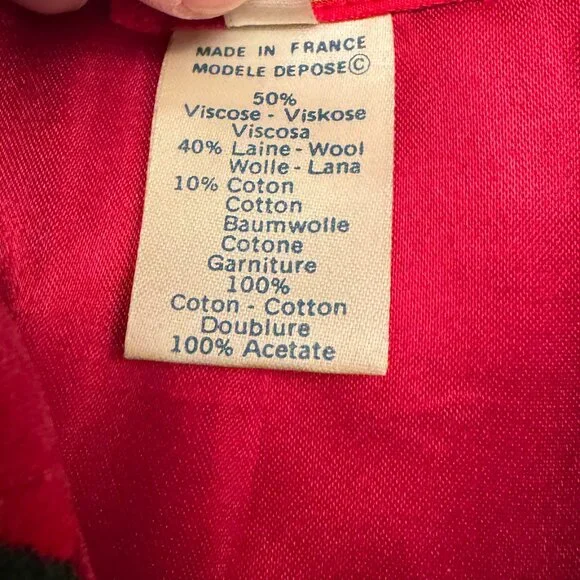 MADE IN FRANCE
MODELE DEPOSE©
50%
Viscose - Viskose
Viscosa
40% Laine - Wool
Wolle - Lana
10% Coton
Cotton
Baumwolle
Cotone
Garniture
100%
Coton - Cotton
Doublure
100% Acetate